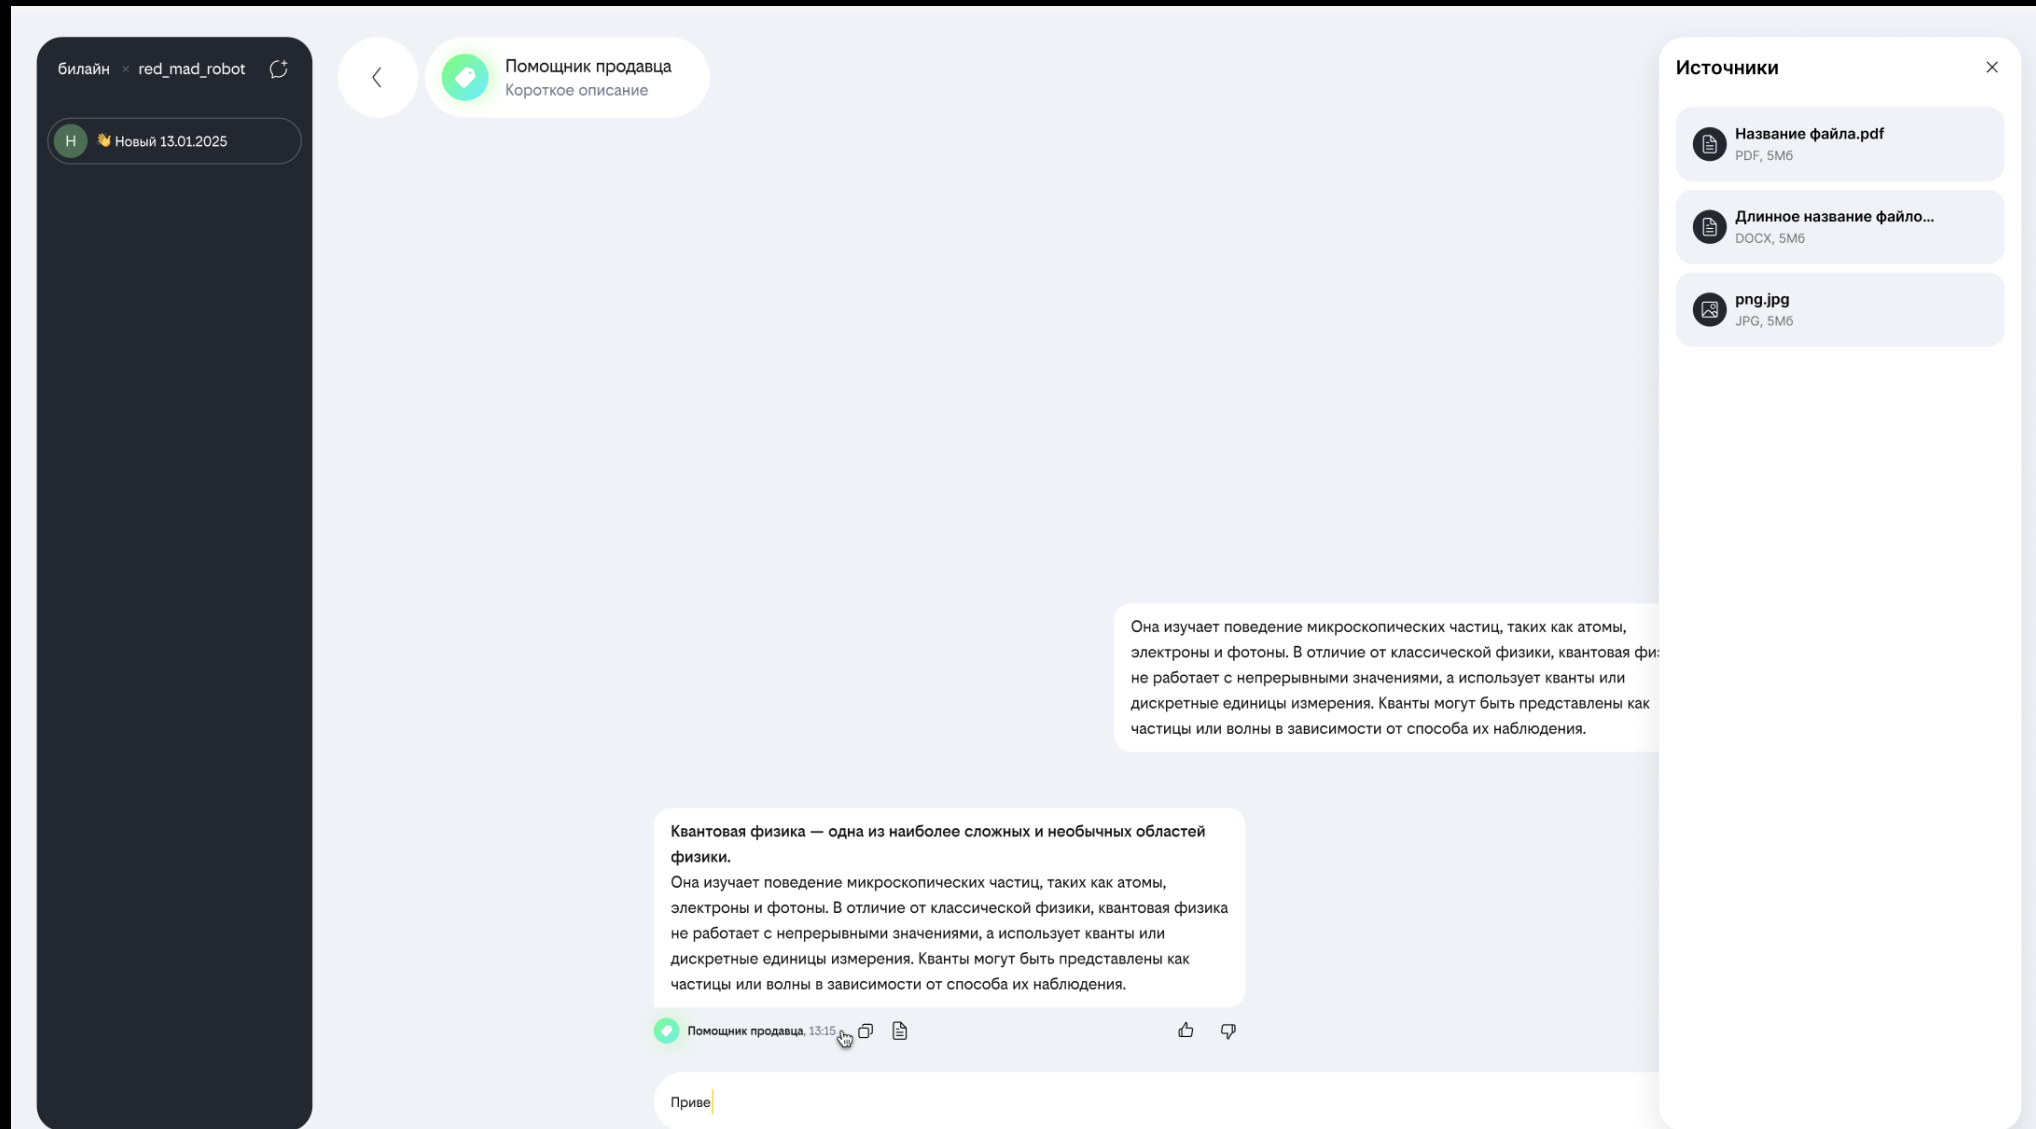 билайн × red_mad_robot
Н 👋 Новый 13.01.2025
Помощник продавца
Короткое описание
Она изучает поведение микроскопических частиц, таких как атомы,
электроны и фотоны. В отличие от классической физики, квантовая
не работает с непрерывными значениями, а использует кванты или
дискретные единицы измерения. Кванты могут быть представлены как
частицы или волны в зависимости от способа их наблюдения.
Квантовая физика — одна из наиболее сложных и необычных областей
физики.
Она изучает поведение микроскопических частиц, таких как атомы,
электроны и фотоны. В отличие от классической физики, квантовая физика
не работает с непрерывными значениями, а использует кванты или
дискретные единицы измерения. Кванты могут быть представлены как
частицы или волны в зависимости от способа их наблюдения.
Помощник продавца, 13:15
Приве
Источники
Название файла.pdf
PDF, 5Мб
Длинное название файло...
DOCX, 5Мб
png.jpg
JPG, 5Мб